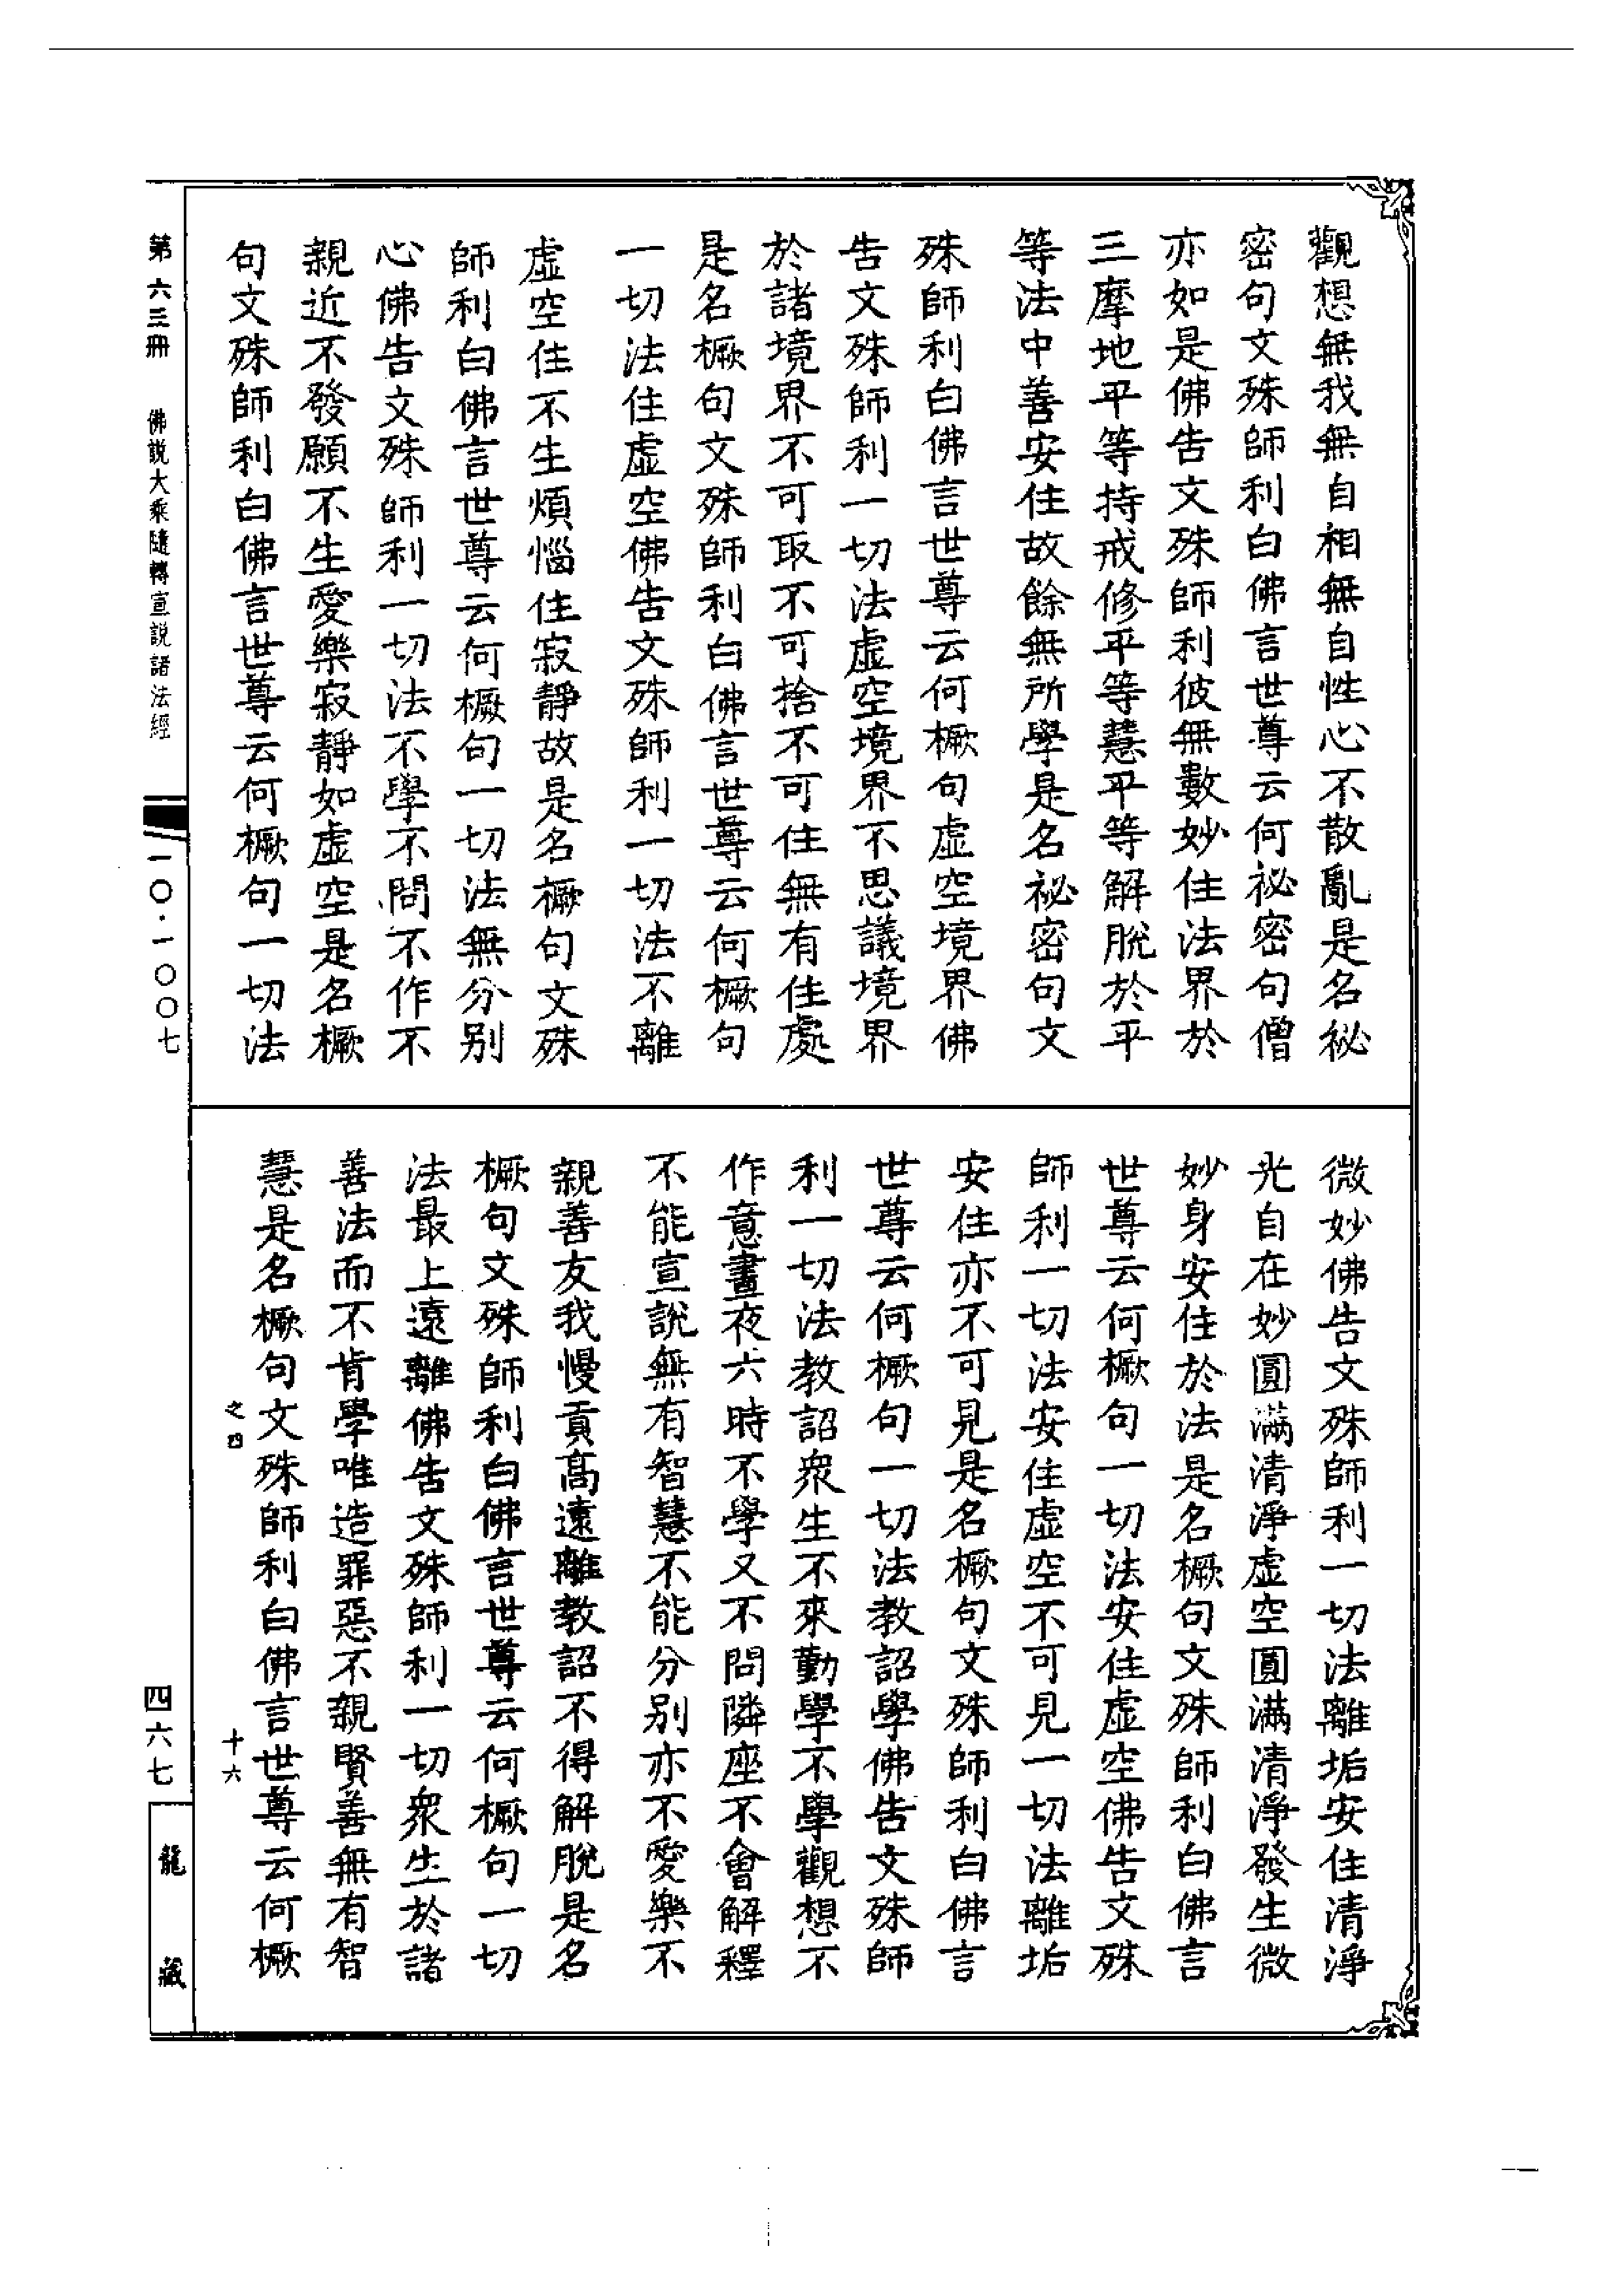 觀想無我無自相無自性心不散亂是名祕
密句文殊師利白佛言世尊云何祕密句僧
亦如是佛告文殊師利彼無數妙住法界於
三摩地平等持戒修平等慧平等解脫於平
等法中善安住故餘無所學是名祕密句文
殊師利白佛言世尊云何橛句虛空境界佛
告文殊師利一切法虛空境界不思議境界
於諸境界不可取不可捨不可住無有住處
是名橛句文殊師利白佛言世尊云何橛句
一切法住虛空佛告文殊師利一切法不離
虛空住不生煩惱住寂靜故是名橛句文殊
師利白佛言世尊云何橛句一切法無分別
心佛告文殊師利一切法不學不問不作不
親近不發願不生愛樂寂靜如虛空是名橛
句文殊師利白佛言世尊云何橛句一切法
微妙佛告文殊師利一切法離垢安住清淨
光自在妙圓滿清淨虛空圓滿清淨發生微
妙身安住於法是名橛句文殊師利白佛言
世尊云何橛句一切法安住虛空佛告文殊
師利一切法安住虛空不可見一切法離垢
安住亦不可見是名橛句文殊師利白佛言
世尊云何橛句一切法教詔學佛告文殊師
利一切法教詔眾生不來勤學不學觀想不
作意晝夜六時不學又不問隣座不會解釋
不能宣說無有智慧不能分別亦不愛樂不
親善友我慢貢高遠離教詔不得解脫是名
橛句文殊師利白佛言世尊云何橛句一切
法最上遠離佛告文殊師利一切眾生於諸
善法而不肯學唯造罪惡不親賢善無有智
慧是名橛句文殊師利白佛言世尊云何橛
之四
十六
第六三冊 佛說大乘隨轉宣說諸法經
一〇·一〇〇七
四六七
龍藏